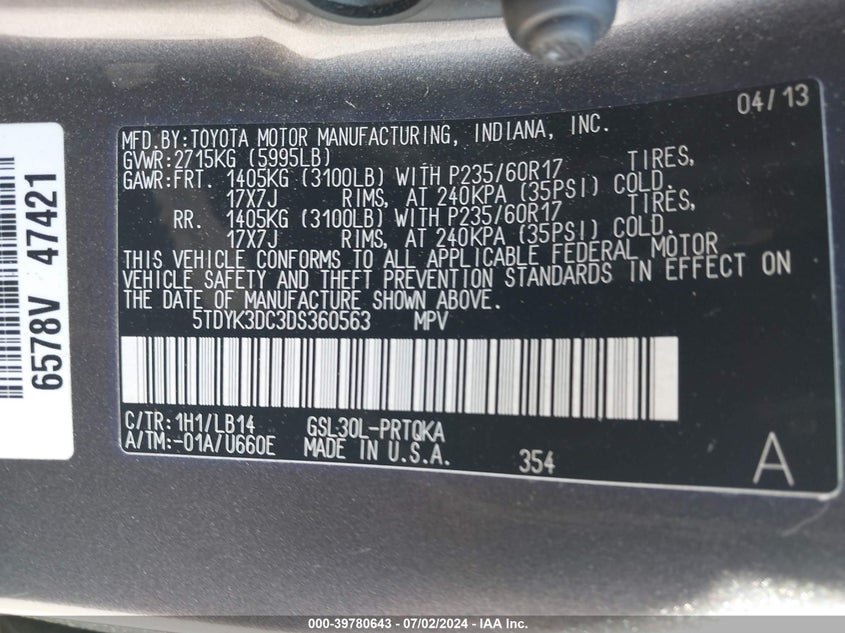 04/13
MFD.BY:TOYOTA MOTOR MANUFACTURING, INDIANA, INC.
GVWR:2715KG (5995LB)
GAWR:FRT. 1405KG (3100LB) WITH P235/60R17 TIRES,
17X7J RIMS, AT 240KPA (35PSI) COLD.
RR. 1405KG (3100LB) WITH P235/60R17 TIRES,
17X7J RIMS, AT 240KPA (35PSI) COLD.
THIS VEHICLE CONFORMS TO ALL APPLICABLE FEDERAL MOTOR
VEHICLE SAFETY AND THEFT PREVENTION STANDARDS IN EFFECT ON
THE DATE OF MANUFACTURE SHOWN ABOVE.
5TDYK3DC3DS360563 MPV
C/TR:1H1/LB14 GSL30L-PRTQKA
A/TM:-01A/U660E MADE IN U.S.A. 354
A
6578V 47421
000-39780643 - 07/02/2024 - IAA Inc.